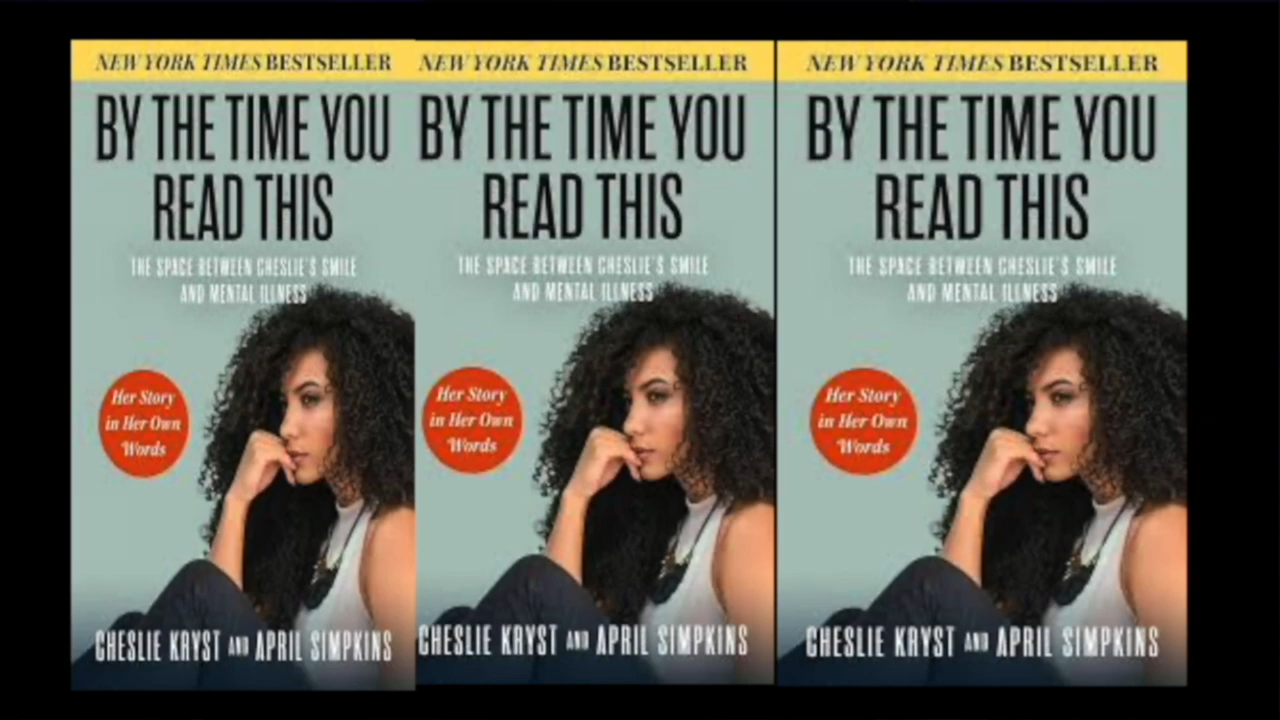 NEW YORK TIMES BESTSELLER
BY THE TIME YOU
READ THIS
THE SPACE BETWEEN CHESLIE'S SMILE
AND MENTAL ILLNESS
Her Story
in Her Own
Words
CHESLIE KRYST AND APRIL SIMPKINS
NEW YORK TIMES BESTSELLER
BY THE TIME YOU
READ THIS
THE SPACE BETWEEN CHESLIE'S SMILE
AND MENTAL ILLNESS
Her Story
in Her Own
Words
CHESLIE KRYST AND APRIL SIMPKINS
NEW YORK TIMES BESTSELLER
BY THE TIME YOU
READ THIS
THE SPACE BETWEEN CHESLIE'S SMILE
AND MENTAL ILLNESS
Her Story
in Her Own
Words
CHESLIE KRYST AND APRIL SIMPKINS